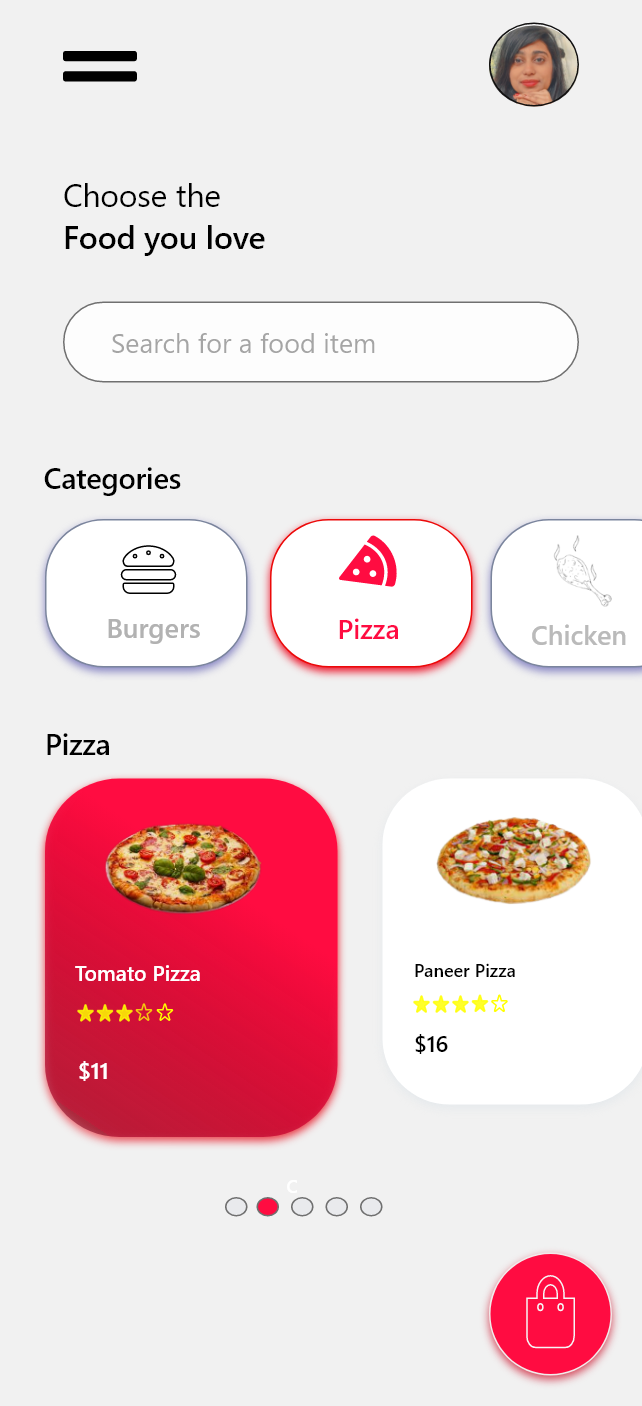 Choose the
Food you love
Search for a food item
Categories
Burgers
Pizza
Chicken
Pizza
Tomato Pizza
$11
Paneer Pizza
$16
C